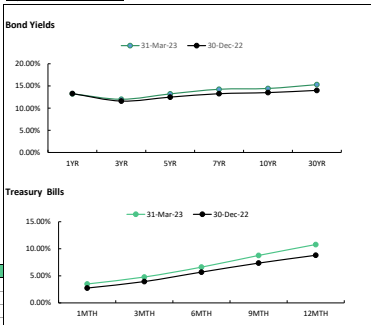 Bond Yields
31-Mar-23 30-Dec-22
20.00%
15.00%
10.00%
5.00%
0.00%
1YR 3YR 5YR 7YR 10YR 30YR
Treasury Bills
31-Mar-23 30-Dec-22
15.00%
10.00%
5.00%
0.00%
1MTH 3MTH 6MTH 9MTH 12MTH